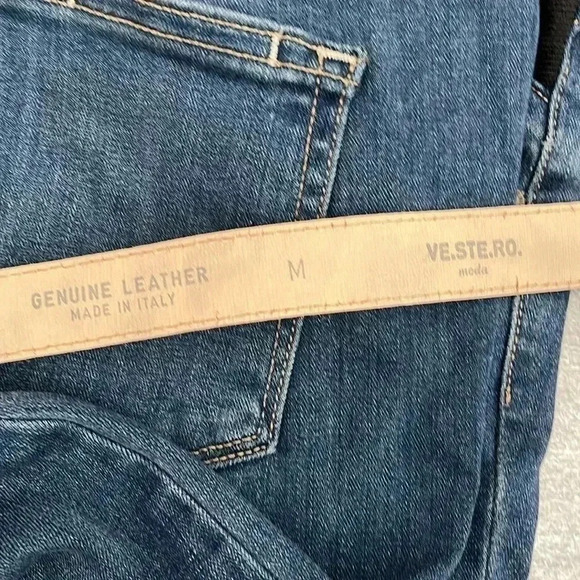 GENUINE LEATHER
MADE IN ITALY
M
VE.STE.RO.
moda